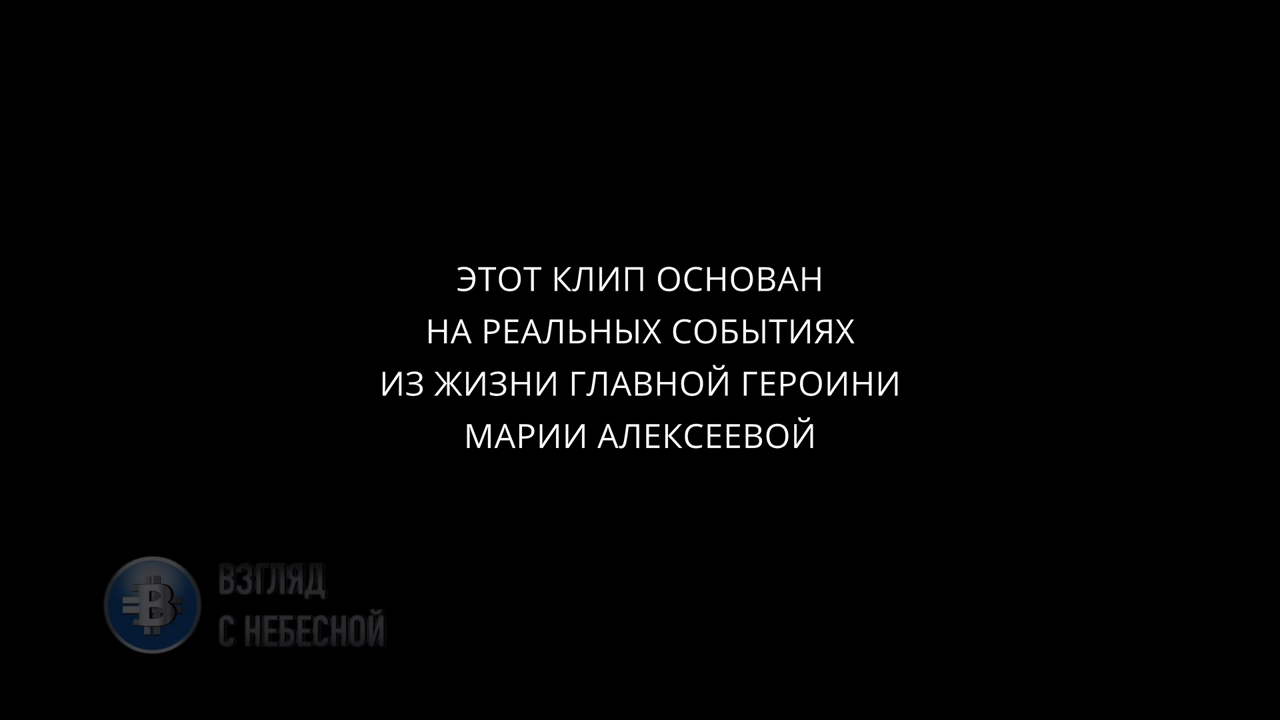 ЭТОТ КЛИП ОСНОВАН
НА РЕАЛЬНЫХ СОБЫТИЯХ
ИЗ ЖИЗНИ ГЛАВНОЙ ГЕРОИНИ
МАРИИ АЛЕКСЕЕВОЙ
ВЗГЛЯД
С НЕБЕСНОЙ